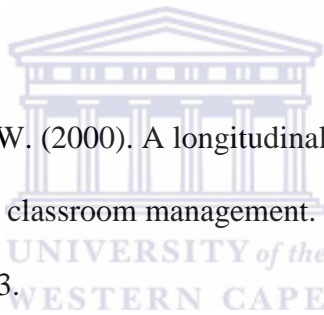 W. (2000). A longitudinal
classroom management.
UNIVERSITY of the
3.
WESTERN CAPE